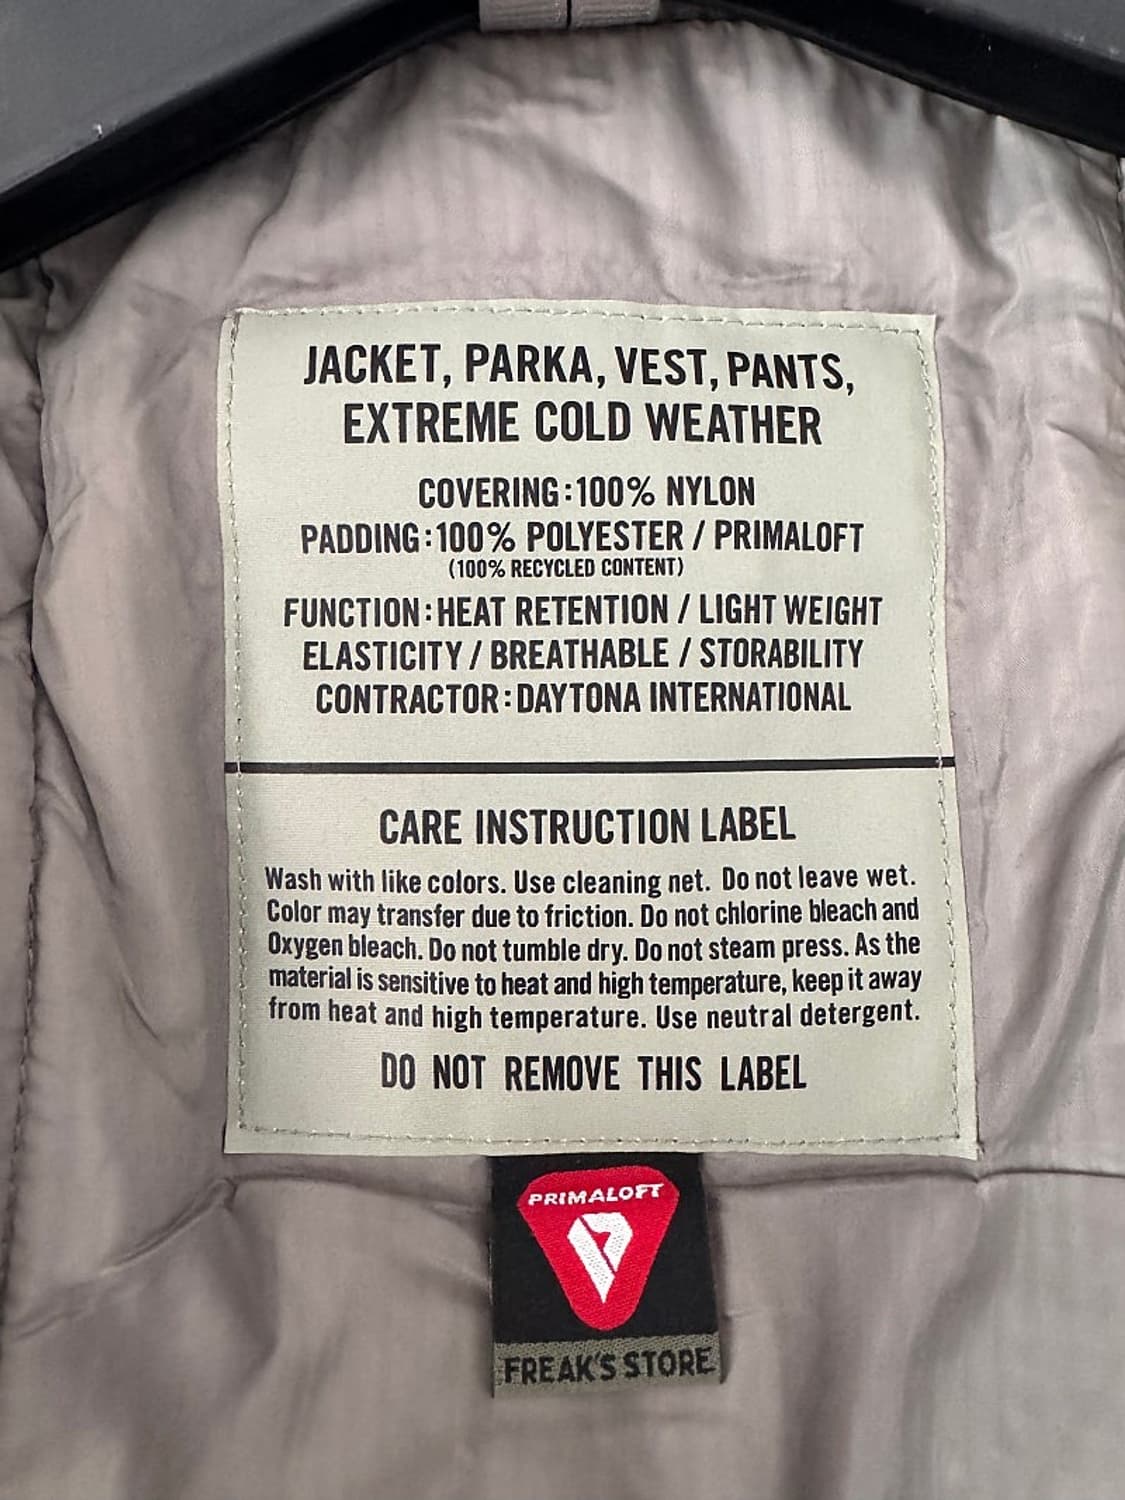 JACKET, PARKA, VEST, PANTS,
EXTREME COLD WEATHER
COVERING:100% NYLON
PADDING:100% POLYESTER / PRIMALOFT
(100% RECYCLED CONTENT)
FUNCTION:HEAT RETENTION / LIGHT WEIGHT
ELASTICITY / BREATHABLE / STORABILITY
CONTRACTOR:DAYTONA INTERNATIONAL
CARE INSTRUCTION LABEL
Wash with like colors. Use cleaning net. Do not leave wet.
Color may transfer due to friction. Do not chlorine bleach and
Oxygen bleach. Do not tumble dry. Do not steam press. As the
material is sensitive to heat and high temperature, keep it away
from heat and high temperature. Use neutral detergent.
DO NOT REMOVE THIS LABEL
PRIMALOFT
FREAK'S STORE